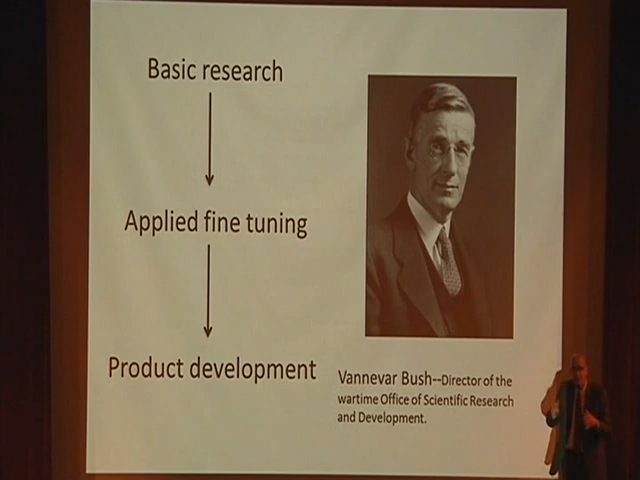 Basic research
Applied fine tuning
Product development
Vannevar Bush--Director of the
wartime Office of Scientific Research
and Development.